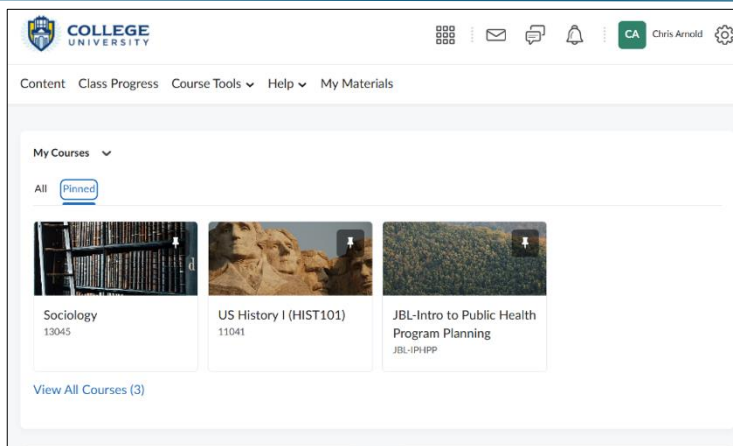 COLLEGE
UNIVERSITY
CA Chris Arnold
Content Class Progress Course Tools Help My Materials
My Courses
All Pinned
Sociology
13045
US History I (HIST101)
11041
JBL-Intro to Public Health
Program Planning
JBL-IPHPP
View All Courses (3)